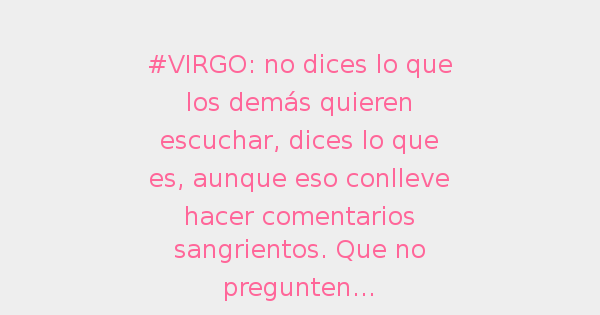 #VIRGO: no dices lo que
los demás quieren
escuchar, dices lo que
es, aunque eso conlleve
hacer comentarios
sangrientos. Que no
pregunten...